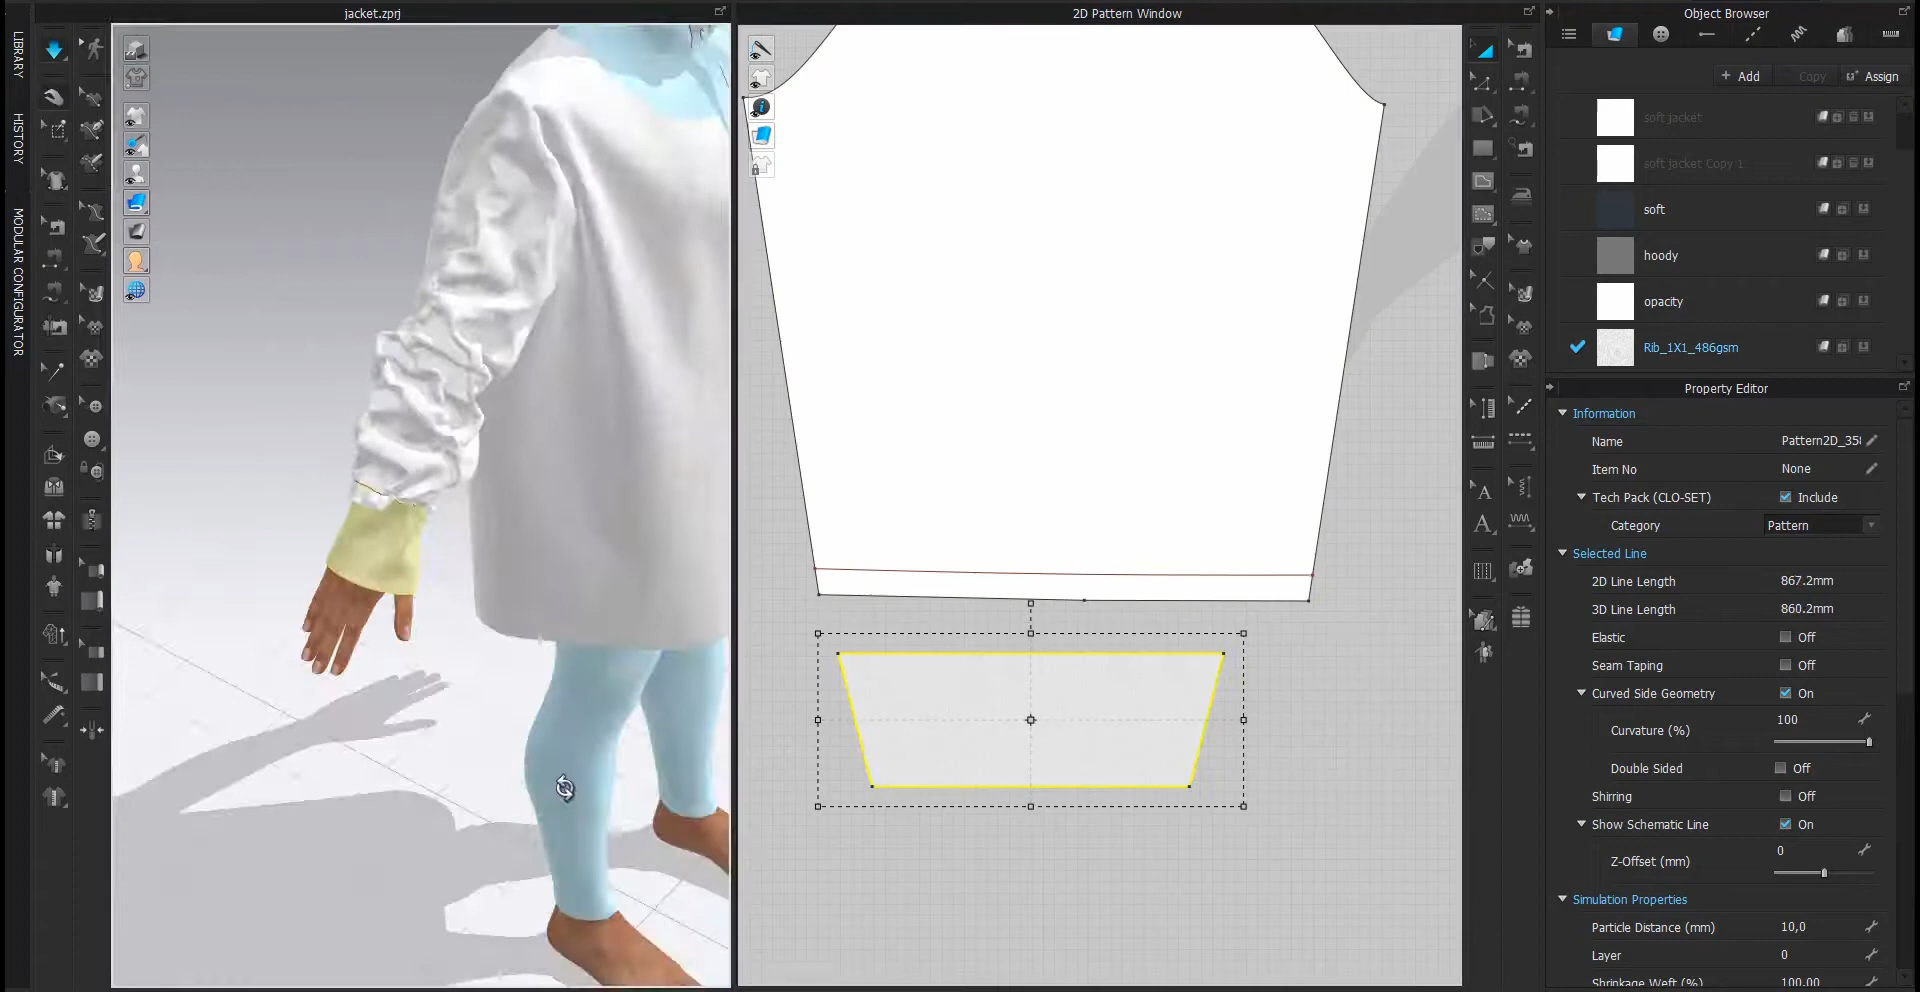 jacket.zprj
2D Pattern Window
Object Browser
LIBRARY
HISTORY
MODULAR CONFIGURATOR
+ Add
Copy
Assign
soft jacket
soft jacket Copy 1
soft
hoody
opacity
Rib_1X1_486gsm
Property Editor
Information
Name Pattern2D_35
Item No None
Tech Pack (CLO-SET) Include
Category Pattern
Selected Line
2D Line Length 867.2mm
3D Line Length 860.2mm
Elastic Off
Seam Taping Off
Curved Side Geometry On
100
Curvature (%)
Double Sided Off
Shirring Off
Show Schematic Line On
0
Z-Offset (mm)
Simulation Properties
Particle Distance (mm) 10,0
Layer 0
Shrinkage Weft (%) 100.00